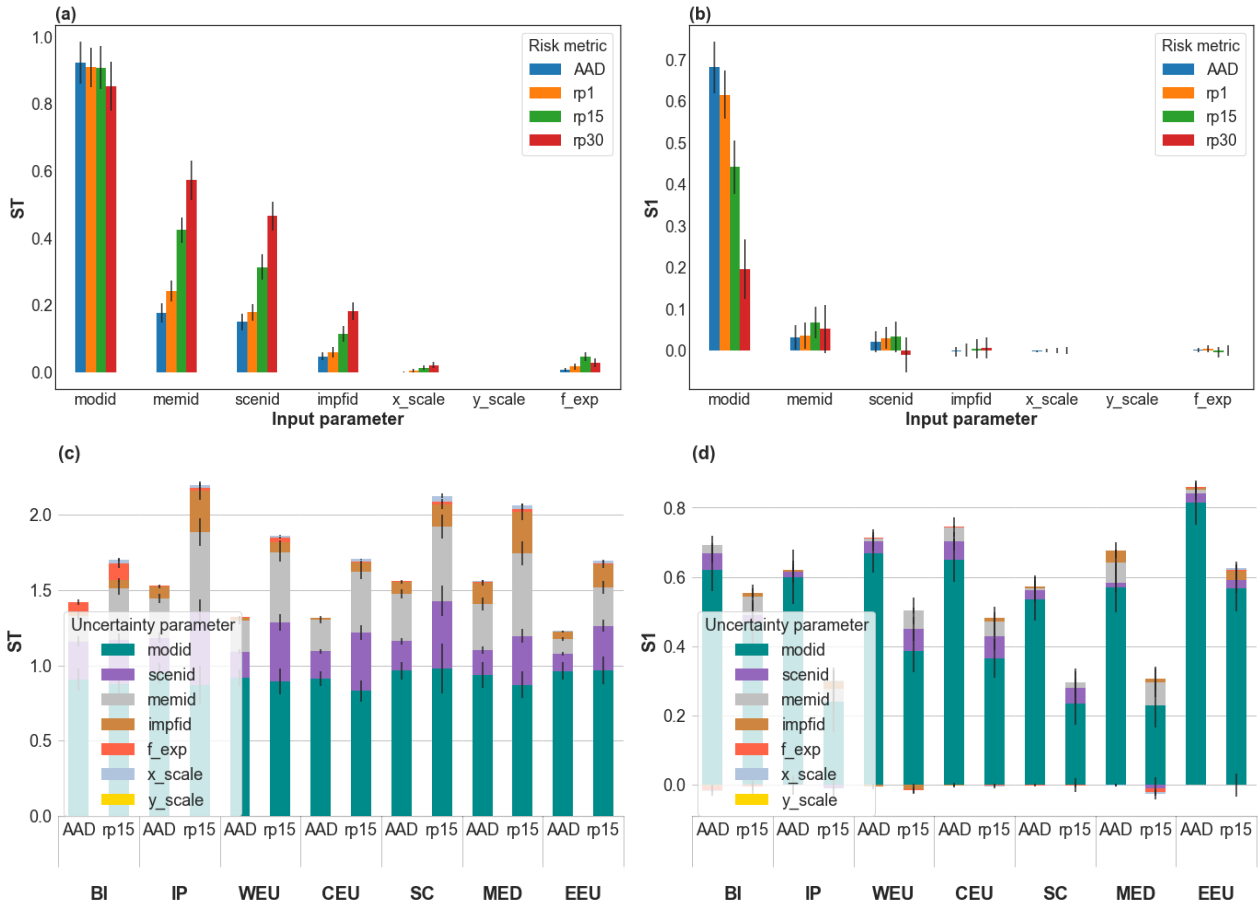 (a)
1.0
0.8
0.6
0.4
0.2
0.0
ST
Risk metric
AAD
rp1
rp15
rp30
modid memid scenid impfid x_scale y_scale f_exp
Input parameter
(b)
0.7
0.6
0.5
0.4
0.3
0.2
0.1
0.0
S1
Risk metric
AAD
rp1
rp15
rp30
modid memid scenid impfid x_scale y_scale f_exp
Input parameter
(c)
2.0
1.5
1.0
0.5
0.0
ST
Uncertainty parameter
modid
scenid
memid
impfid
f_exp
x_scale
y_scale
AAD rp15 AAD rp15 AAD rp15 AAD rp15 AAD rp15 AAD rp15 AAD rp15
BI IP WEU CEU SC MED EEU
(d)
0.8
0.6
0.4
0.2
0.0
S1
Uncertainty parameter
modid
scenid
memid
impfid
f_exp
x_scale
y_scale
AAD rp15 AAD rp15 AAD rp15 AAD rp15 AAD rp15 AAD rp15 AAD rp15
BI IP WEU CEU SC MED EEU